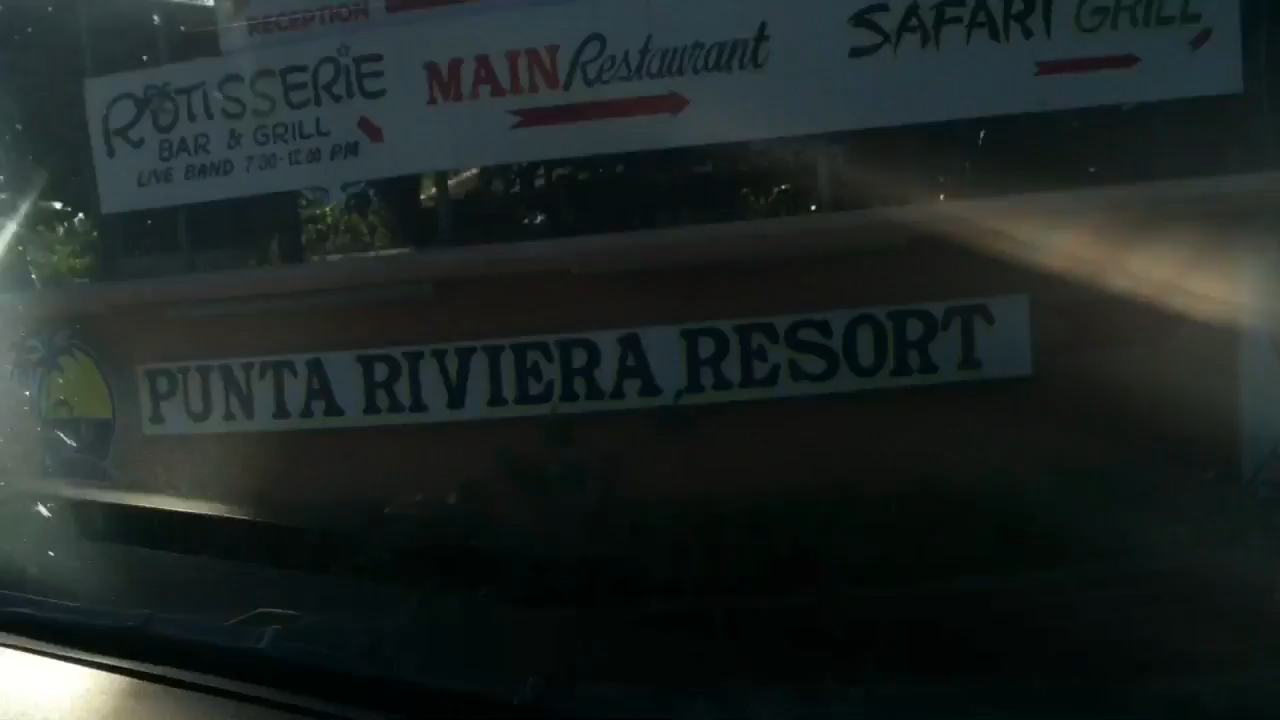 RECEPTION
ROTISSERIE
BAR & GRILL
LIVE BAND 7:30-12:00 PM
MAIN Restaurant
SAFARI GRILL
PUNTA RIVIERA RESORT